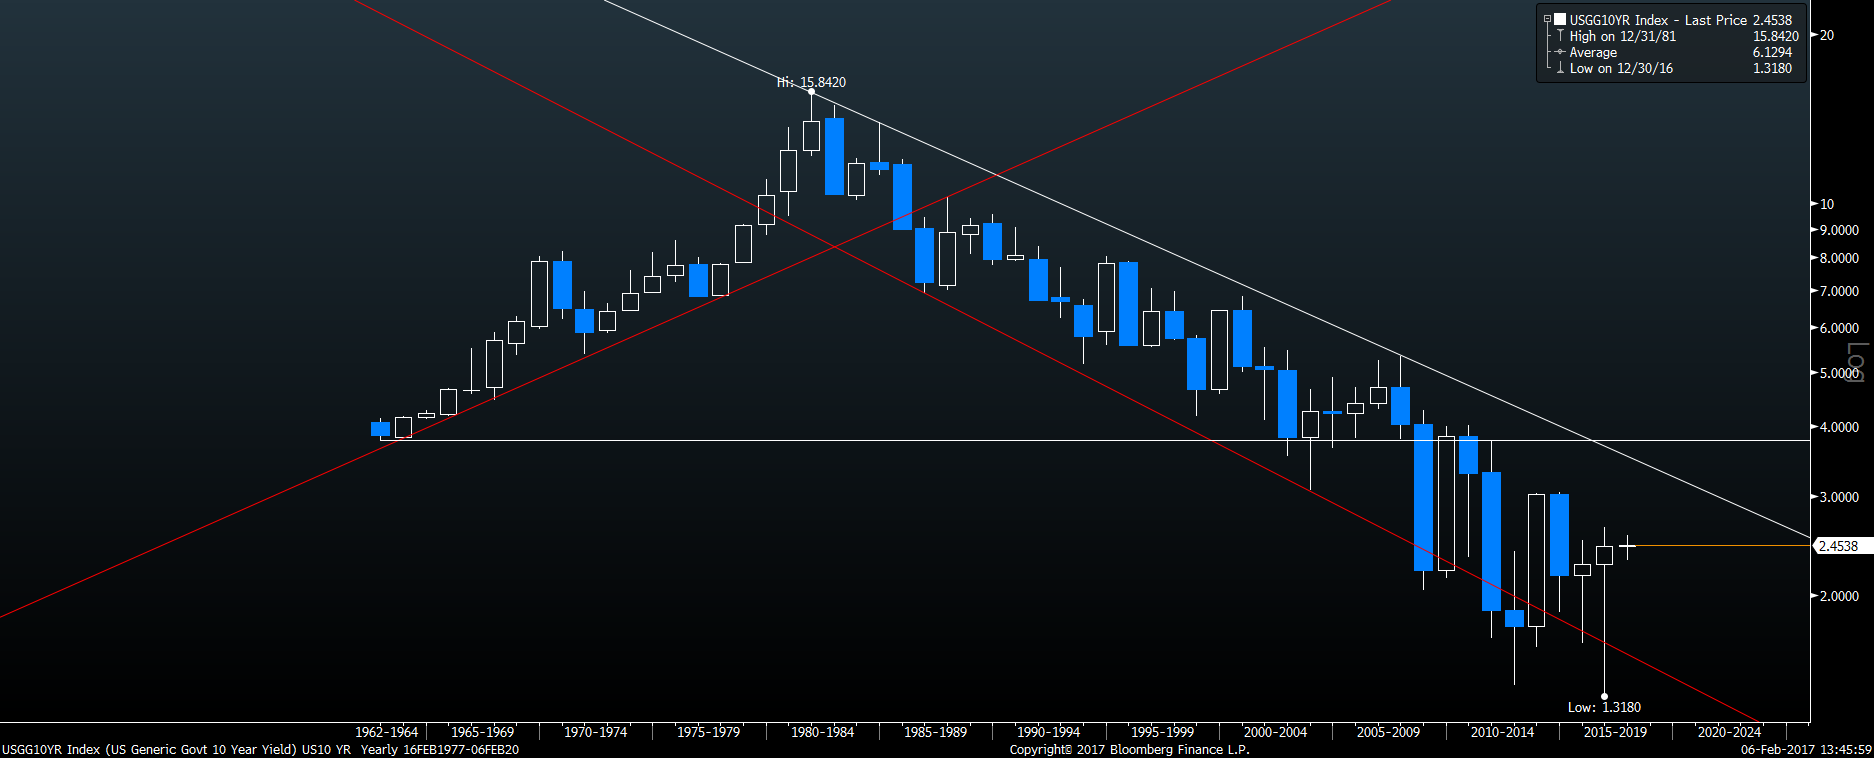 USGG10YR Index - Last Price 2.4538
High on 12/31/81 15.8420
Average 6.1294
Low on 12/30/16 1.3180
Hi: 15.8420
20
10
9.0000
8.0000
7.0000
6.0000
5.0000
4.0000
3.0000
2.4538
2.0000
Log
Low: 1.3180
1962-1964 1965-1969 1970-1974 1975-1979 1980-1984 1985-1989 1990-1994 1995-1999 2000-2004 2005-2009 2010-2014 2015-2019 2020-2024
USGG10YR Index (US Generic Govt 10 Year Yield) US10 YR Yearly 16FEB1977-06FEB20 Copyright© 2017 Bloomberg Finance L.P. 06-Feb-2017 13:45:59